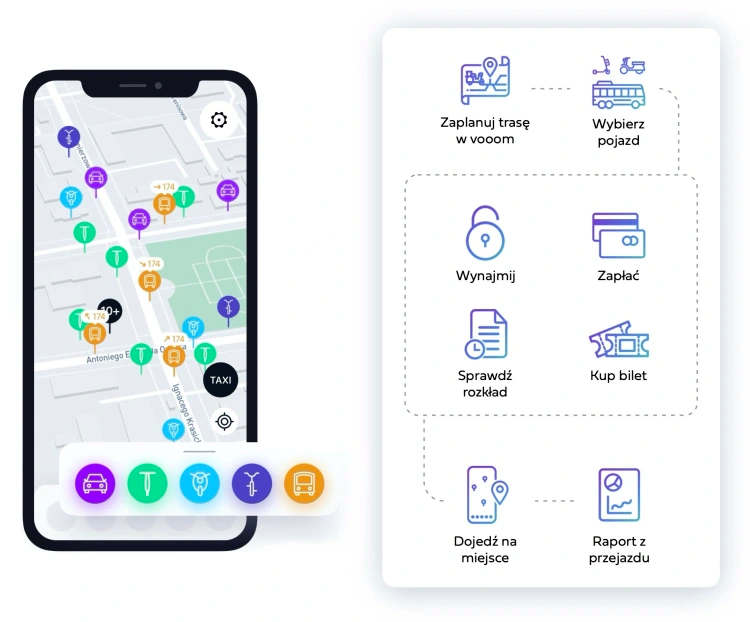 174
174
10+
174
174
TAXI
Zaplanuj trasę
w vooom
Wybierz
pojazd
Wynajmij
Zapłać
Sprawdź
rozkład
Kup bilet
Dojedź na
miejsce
Raport z
przejazdu
Antoniego
Ignacego Krasic